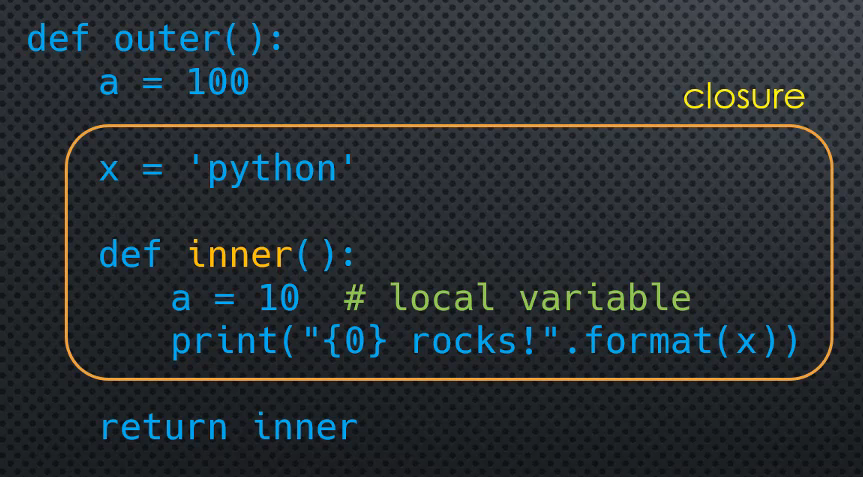 def outer():
    a = 100
closure
    x = 'python'
    def inner():
        a = 10  # local variable
        print("{0} rocks!".format(x))
    return inner